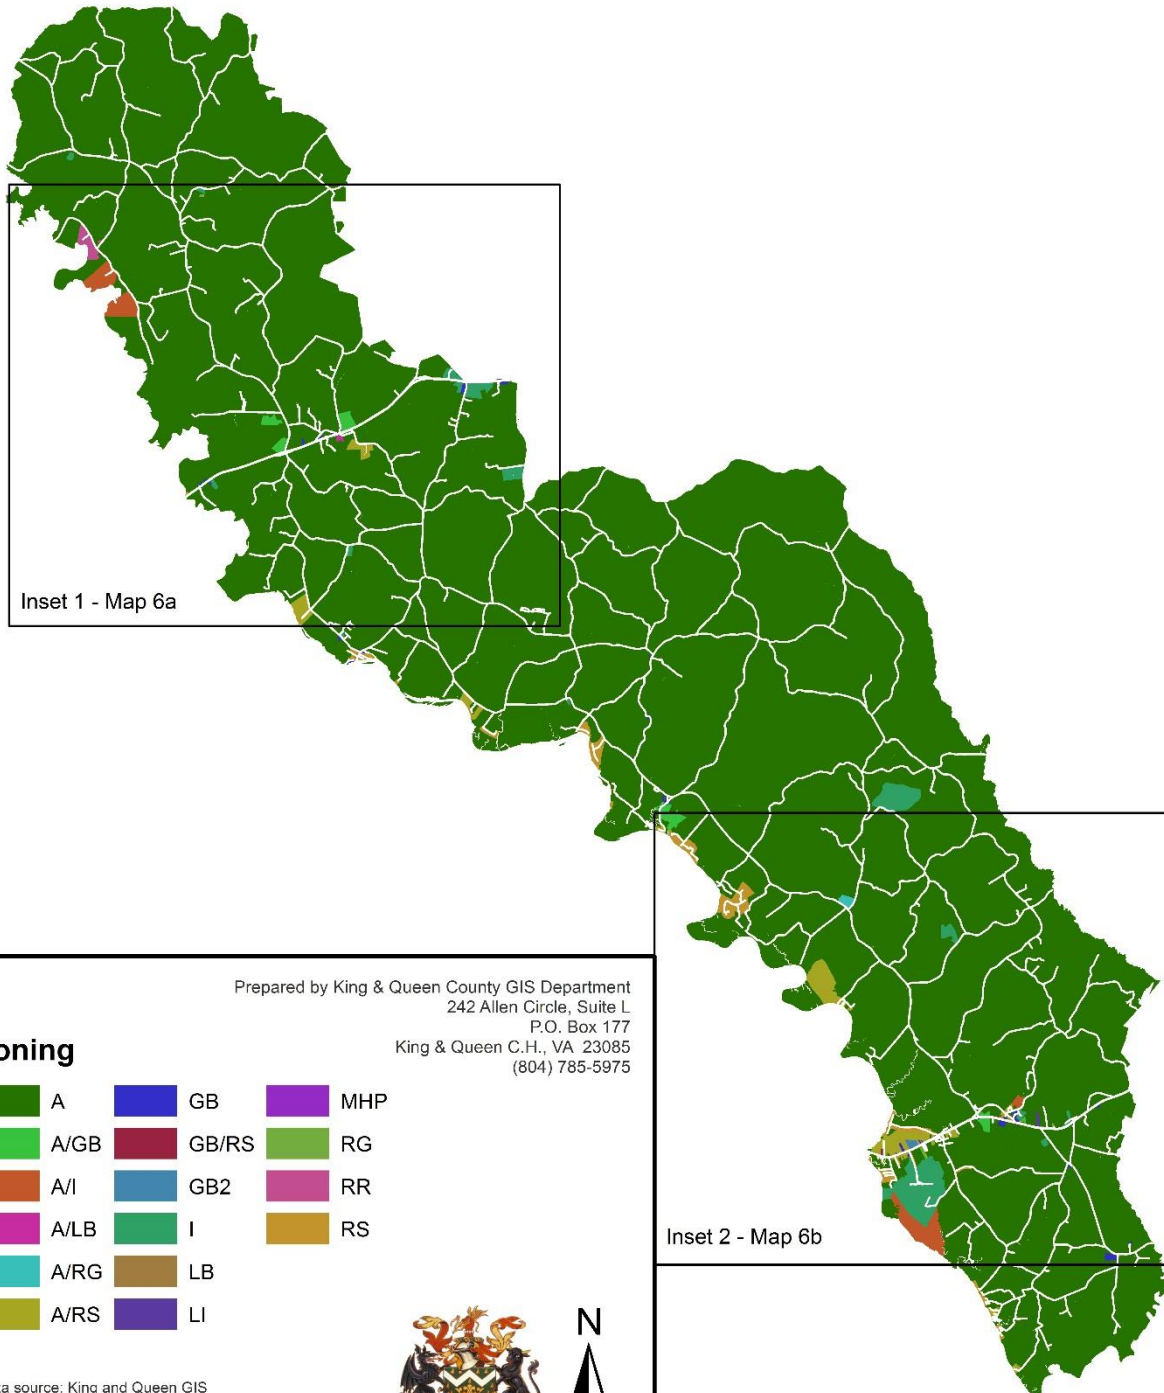 Inset 1 - Map 6a
Prepared by King & Queen County GIS Department
242 Allen Circle, Suite L
P.O. Box 177
King & Queen C.H., VA 23085
(804) 785-5975
oning
A
A/GB
A/I
A/LB
A/RG
A/RS
GB
GB/RS
GB2
I
LB
LI
MHP
RG
RR
RS
Inset 2 - Map 6b
N
ta source: King and Queen GIS